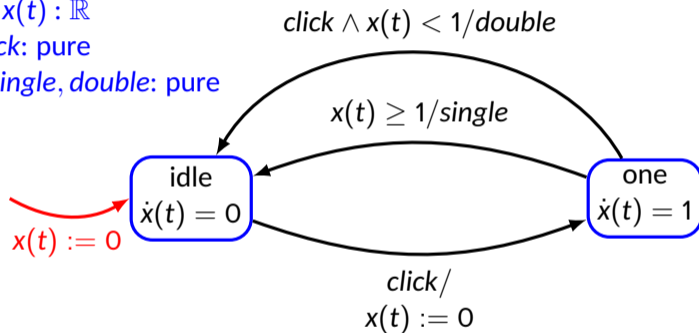 x(t) : ℝ
ck: pure
ingle, double: pure
click ∧ x(t) < 1/double
x(t) ≥ 1/single
idle
ẋ(t) = 0
one
ẋ(t) = 1
x(t) := 0
click/
x(t) := 0